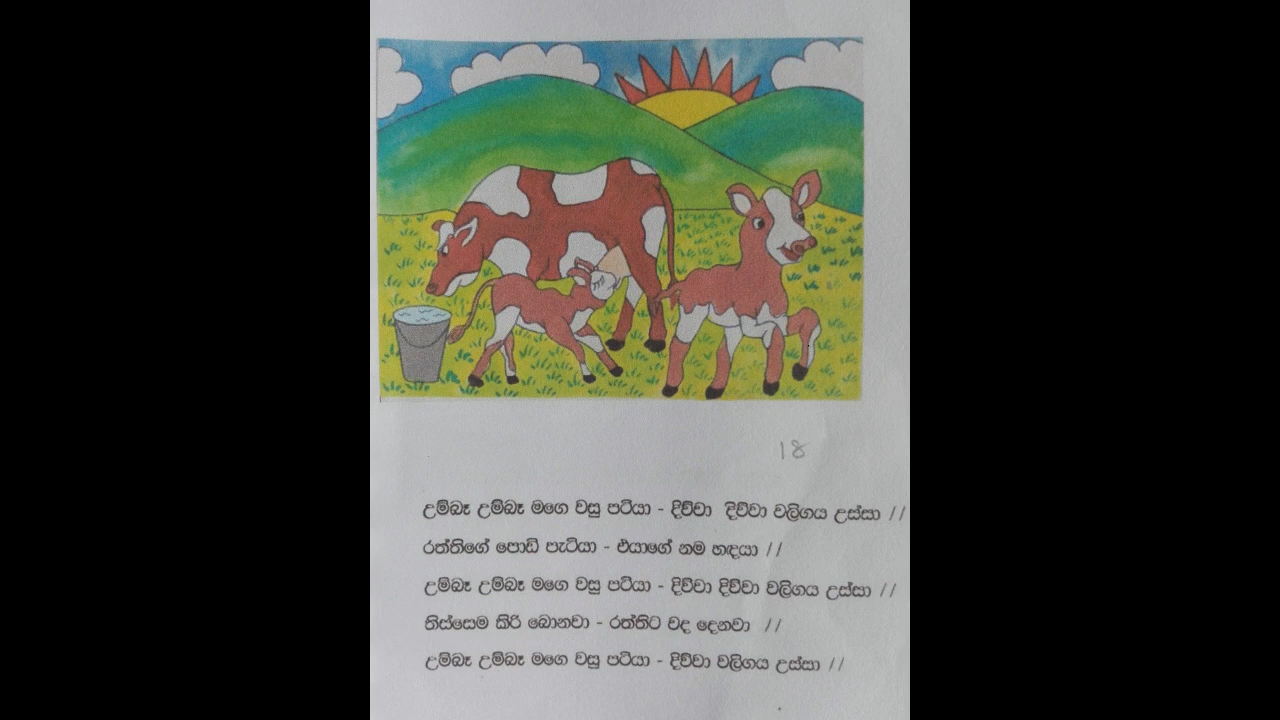 18
උම්බෑ උම්බෑ මගෙ වසු පටියා - දිව්වා දිව්වා වලිගය උස්සා //
රත්තිගේ පොඩි පැටියා - එයාගේ නම හඳයා //
උම්බෑ උම්බෑ මගෙ වසු පටියා - දිව්වා දිව්වා වලිගය උස්සා //
තිස්සෙම කිරි බොනවා - රත්තිට වද දෙනවා //
උම්බෑ උම්බෑ මගෙ වසු පටියා - දිව්වා වලිගය උස්සා //